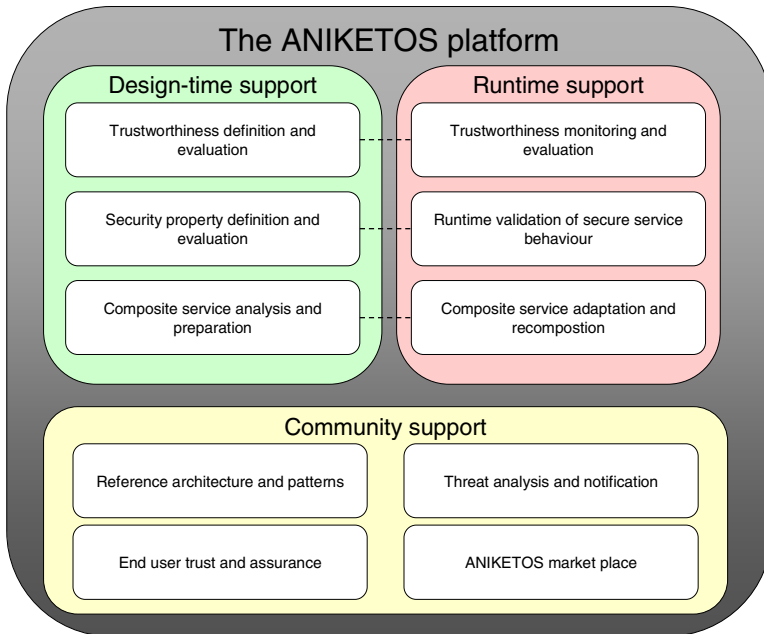 The ANIKETOS platform
Design-time support
Trustworthiness definition and
evaluation
Security property definition and
evaluation
Composite service analysis and
preparation
Runtime support
Trustworthiness monitoring and
evaluation
Runtime validation of secure service
behaviour
Composite service adaptation and
recompostion
Community support
Reference architecture and patterns
Threat analysis and notification
End user trust and assurance
ANIKETOS market place